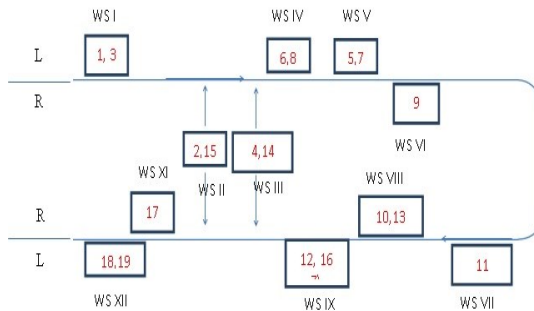 WS I
WS IV
WS V
L
1, 3
6,8
5,7
R
9
2,15
4,14
WS VI
WS XI
WS II
WS III
WS VIII
R
17
10,13
L
18,19
12, 16
11
WS XII
WS IX
WS VII